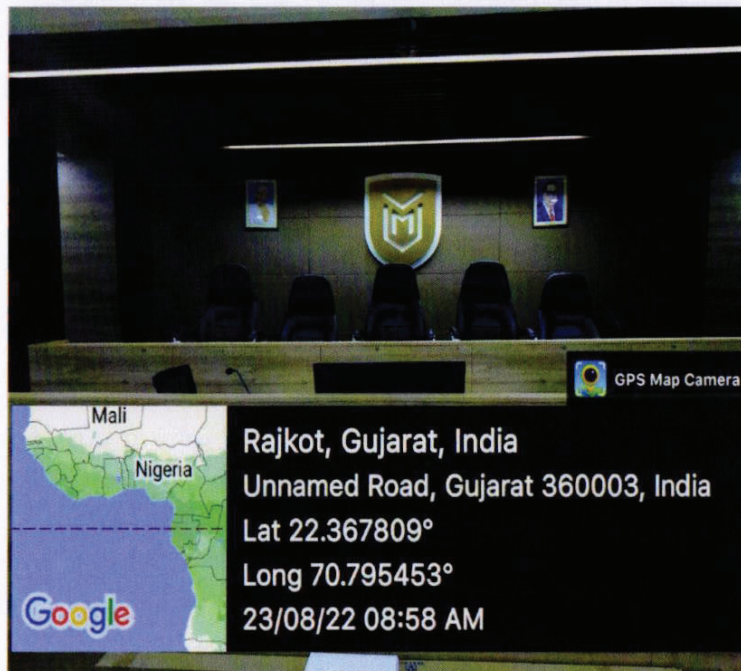 MU
GPS Map Camera
Mali
Nigeria
Google
Rajkot, Gujarat, India
Unnamed Road, Gujarat 360003, India
Lat 22.367809°
Long 70.795453°
23/08/22 08:58 AM